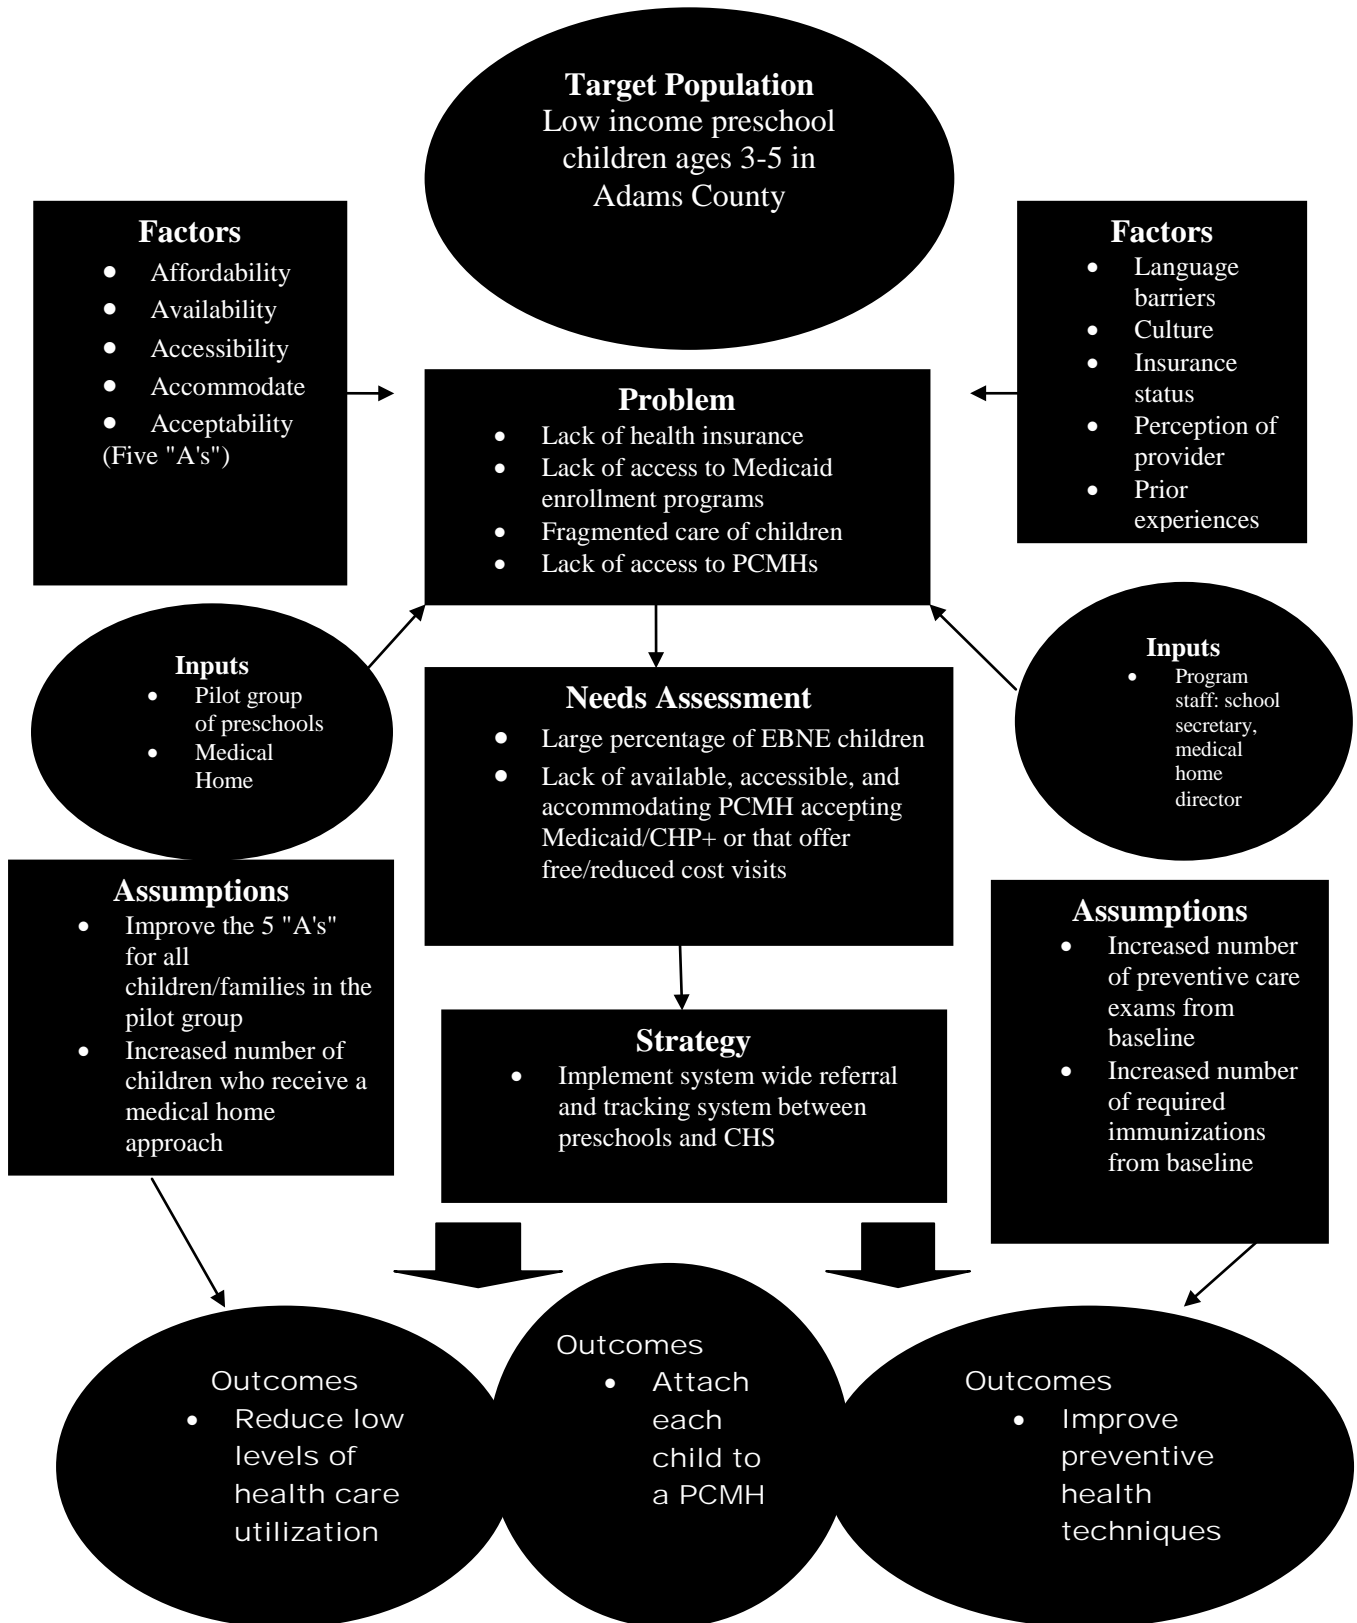 Target Population
Low income preschool
children ages 3-5 in
Adams County
Factors
• Affordability
• Availability
• Accessibility
• Accommodate
• Acceptability
(Five "A's")
Factors
• Language
barriers
• Culture
• Insurance
status
• Perception of
provider
• Prior
experiences
Problem
• Lack of health insurance
• Lack of access to Medicaid
enrollment programs
• Fragmented care of children
• Lack of access to PCMHs
Inputs
• Pilot group
of preschools
• Medical
Home
Inputs
• Program
staff: school
secretary,
medical
home
director
Needs Assessment
• Large percentage of EBNE children
• Lack of available, accessible, and
accommodating PCMH accepting
Medicaid/CHP+ or that offer
free/reduced cost visits
Assumptions
• Improve the 5 "A's"
for all
children/families in the
pilot group
• Increased number of
children who receive a
medical home
approach
Assumptions
• Increased number
of preventive care
exams from
baseline
• Increased number
of required
immunizations
from baseline
Strategy
• Implement system wide referral
and tracking system between
preschools and CHS
Outcomes
• Reduce low
levels of
health care
utilization
Outcomes
• Attach
each
child to
a PCMH
Outcomes
• Improve
preventive
health
techniques